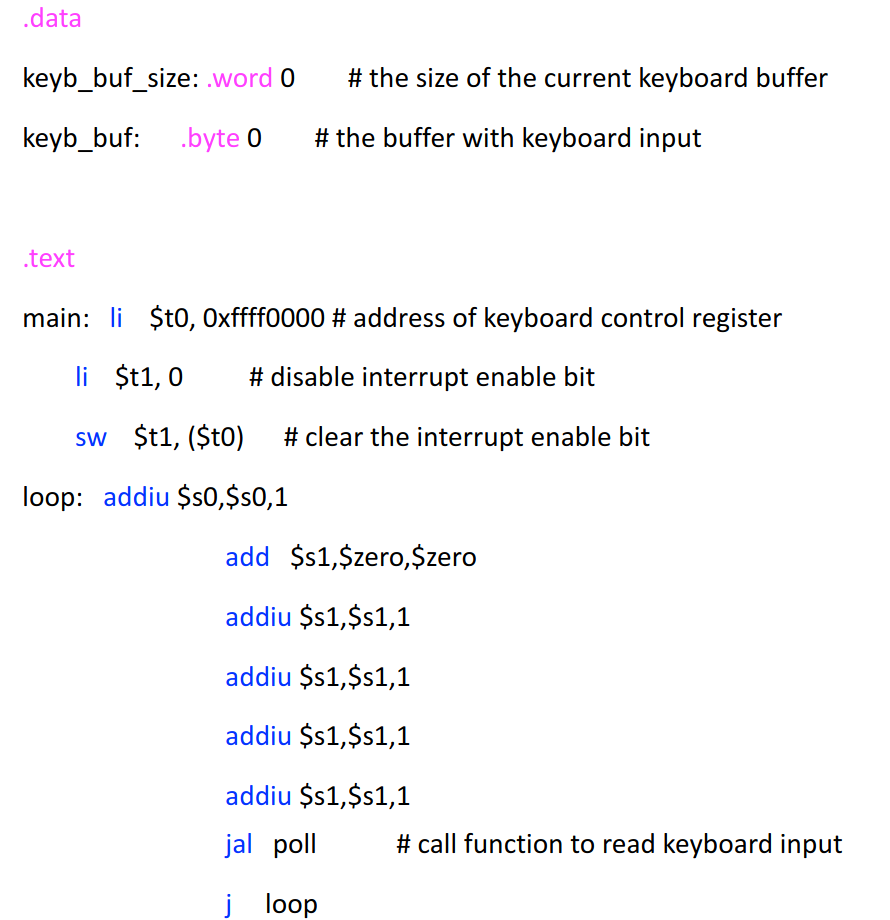 .data
keyb_buf_size: .word 0 # the size of the current keyboard buffer
keyb_buf: .byte 0 # the buffer with keyboard input
.text
main: li $t0, 0xffff0000 # address of keyboard control register
li $t1, 0 # disable interrupt enable bit
sw $t1, ($t0) # clear the interrupt enable bit
loop: addiu $s0,$s0,1
add $s1,$zero,$zero
addiu $s1,$s1,1
addiu $s1,$s1,1
addiu $s1,$s1,1
addiu $s1,$s1,1
jal poll # call function to read keyboard input
j loop